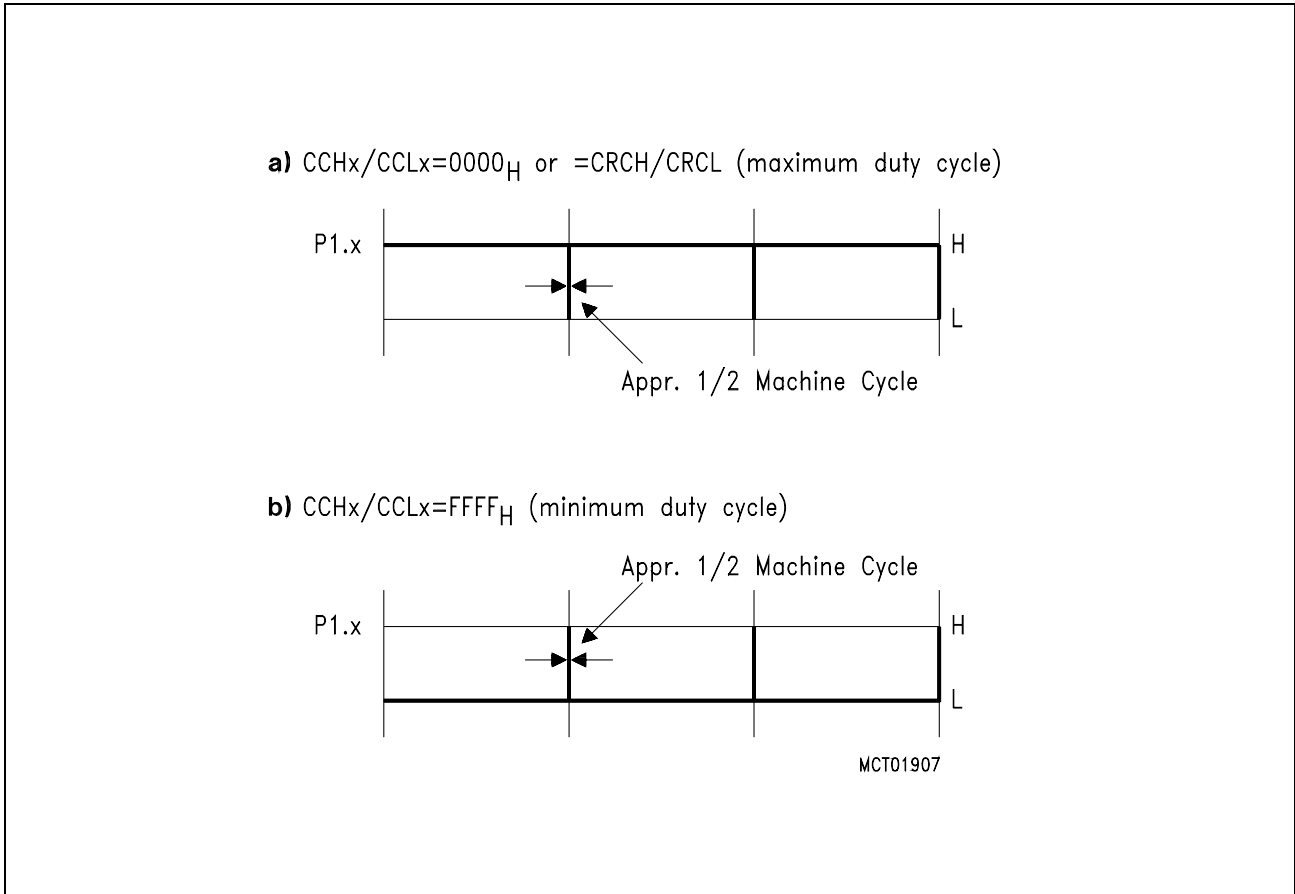 a) CCHx/CCLx=0000H or =CRCH/CRCL (maximum duty cycle)
P1.x
H
L
Appr. 1/2 Machine Cycle
b) CCHx/CCLx=FFFFH (minimum duty cycle)
Appr. 1/2 Machine Cycle
P1.x
H
L
MCT01907